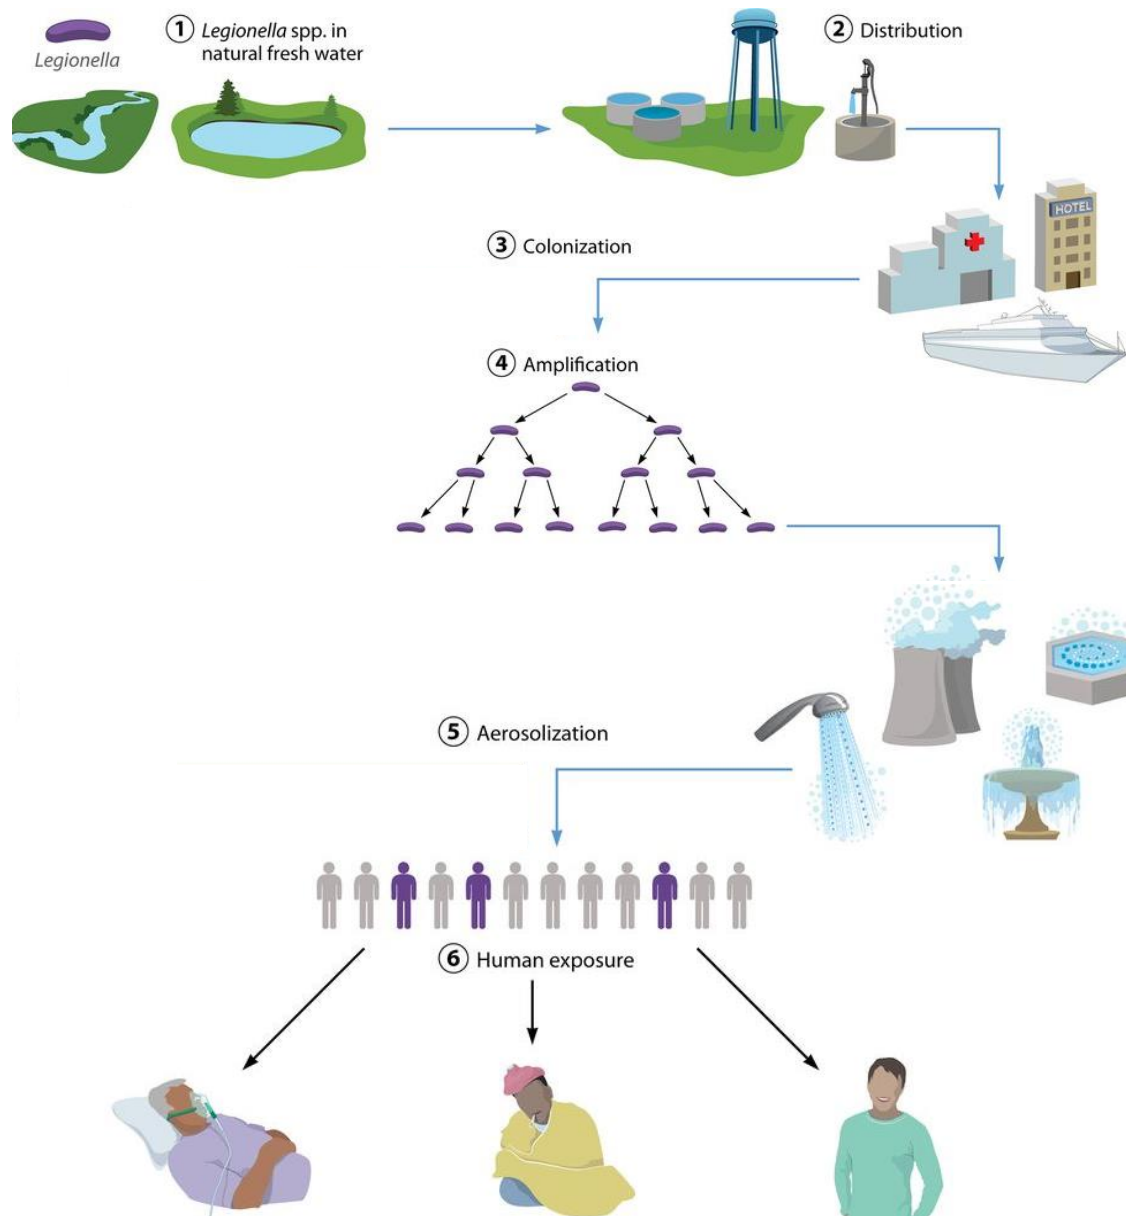 Legionella
1 Legionella spp. in
natural fresh water
2 Distribution
HOTEL
3 Colonization
4 Amplification
5 Aerosolization
6 Human exposure